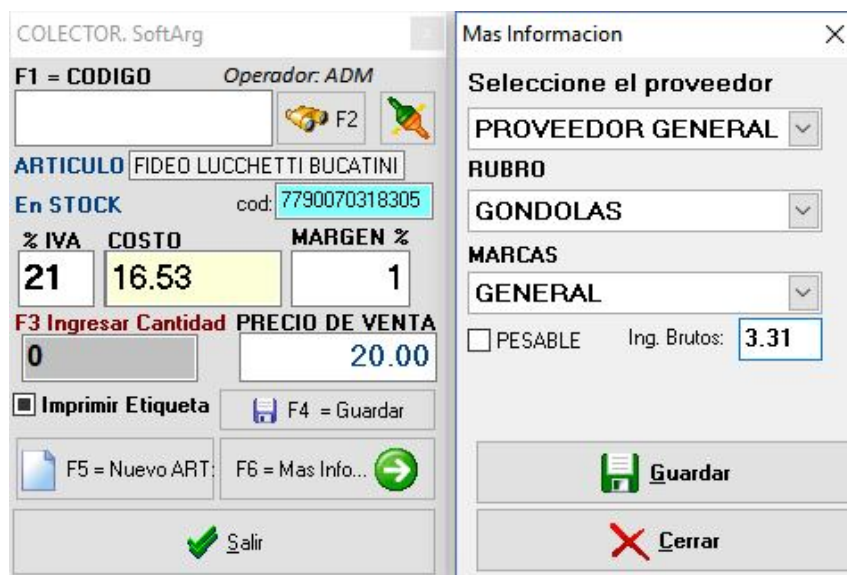 COLECTOR. SoftArg
F1 = CODIGO Operador: ADM
F2
ARTICULO FIDEO LUCCHETTI BUCATINI
En STOCK cod: 7790070318305
% IVA COSTO MARGEN %
21 16.53 1
F3 Ingresar Cantidad PRECIO DE VENTA
0 20.00
Imprimir Etiqueta F4 = Guardar
F5 = Nuevo ART: F6 = Mas Info...
Salir
Mas Informacion
Seleccione el proveedor
PROVEEDOR GENERAL
RUBRO
GONDOLAS
MARCAS
GENERAL
PESABLE Ing. Brutos: 3.31
Guardar
Cerrar